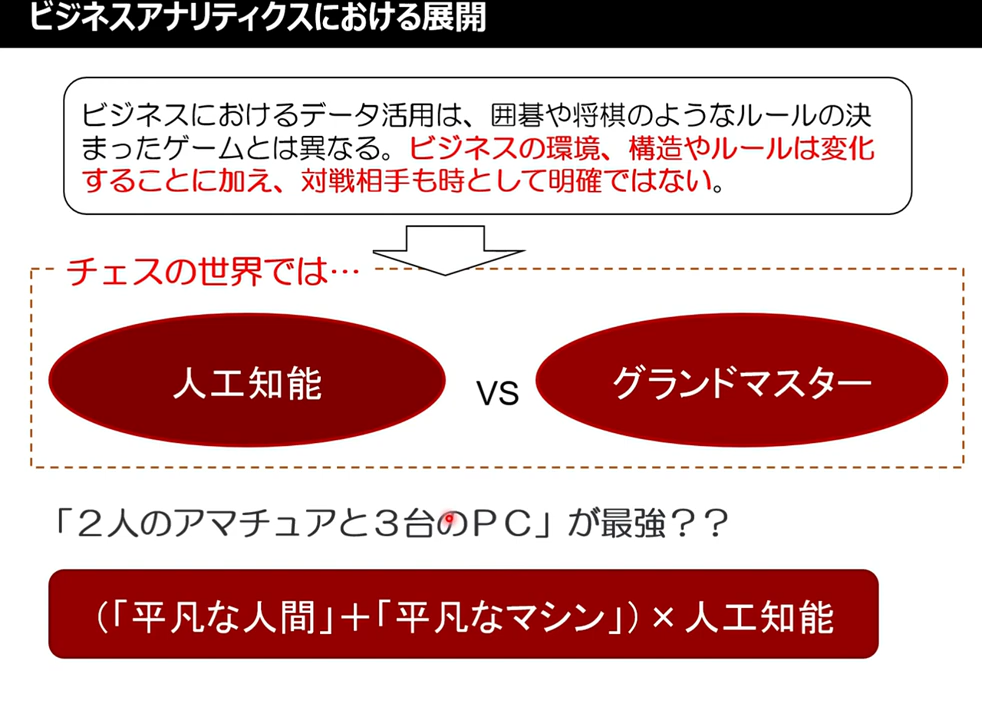 ビジネスアナリティクスにおける展開
ビジネスにおけるデータ活用は、囲碁や将棋のようなルールの決
まったゲームとは異なる。ビジネスの環境、構造やルールは変化
することに加え、対戦相手も時として明確ではない。
チェスの世界では…
人工知能
VS
グランドマスター
「２人のアマチュアと３台のＰＣ」が最強？？
(「平凡な人間」＋「平凡なマシン」)×人工知能